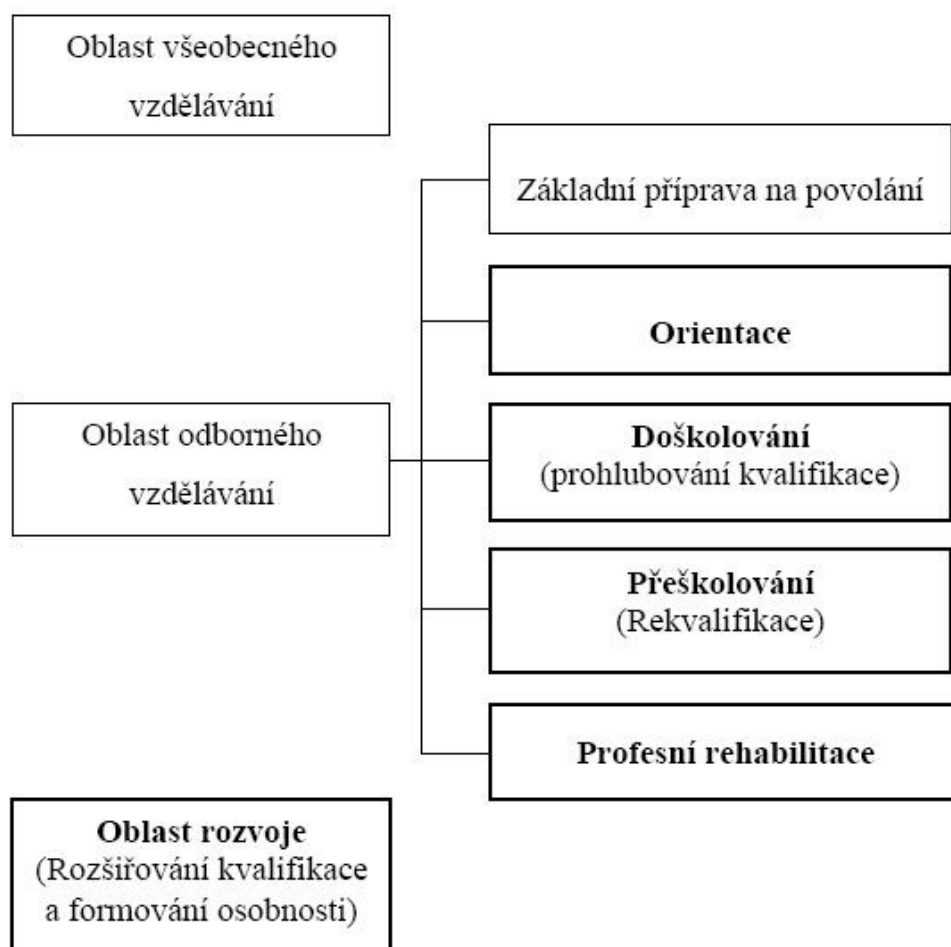 Oblast všeobecného
vzdělávání
Základní příprava na povolání
Orientace
Oblast odborného
vzdělávání
Doškolování
(prohlubování kvalifikace)
Přeškolování
(Rekvalifikace)
Profesní rehabilitace
Oblast rozvoje
(Rozšiřování kvalifikace
a formování osobnosti)